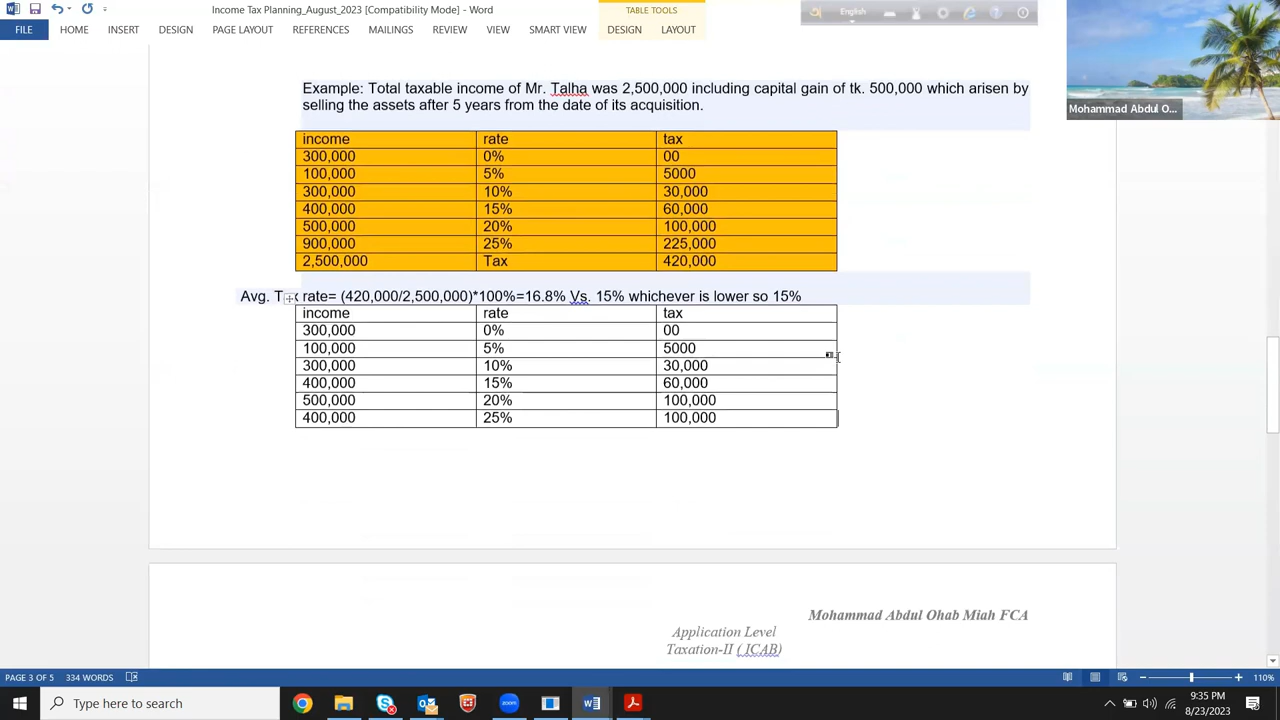 Income Tax Planning_August_2023 [Compatibility Mode] - Word
TABLE TOOLS
English
FILE HOME INSERT DESIGN PAGE LAYOUT REFERENCES MAILINGS REVIEW VIEW SMART VIEW DESIGN LAYOUT
Mohammad Abdul O...
Example: Total taxable income of Mr. Talha was 2,500,000 including capital gain of tk. 500,000 which arisen by
selling the assets after 5 years from the date of its acquisition.
income rate tax
300,000 0% 00
100,000 5% 5000
300,000 10% 30,000
400,000 15% 60,000
500,000 20% 100,000
900,000 25% 225,000
2,500,000 Tax 420,000
Avg. Tax rate= (420,000/2,500,000)*100%=16.8% Vs. 15% whichever is lower so 15%
income rate tax
300,000 0% 00
100,000 5% 5000
300,000 10% 30,000
400,000 15% 60,000
500,000 20% 100,000
400,000 25% 100,000
Mohammad Abdul Ohab Miah FCA
Application Level
Taxation-II ( ICAB)
PAGE 3 OF 5 334 WORDS 110%
Type here to search
9:35 PM
8/23/2023